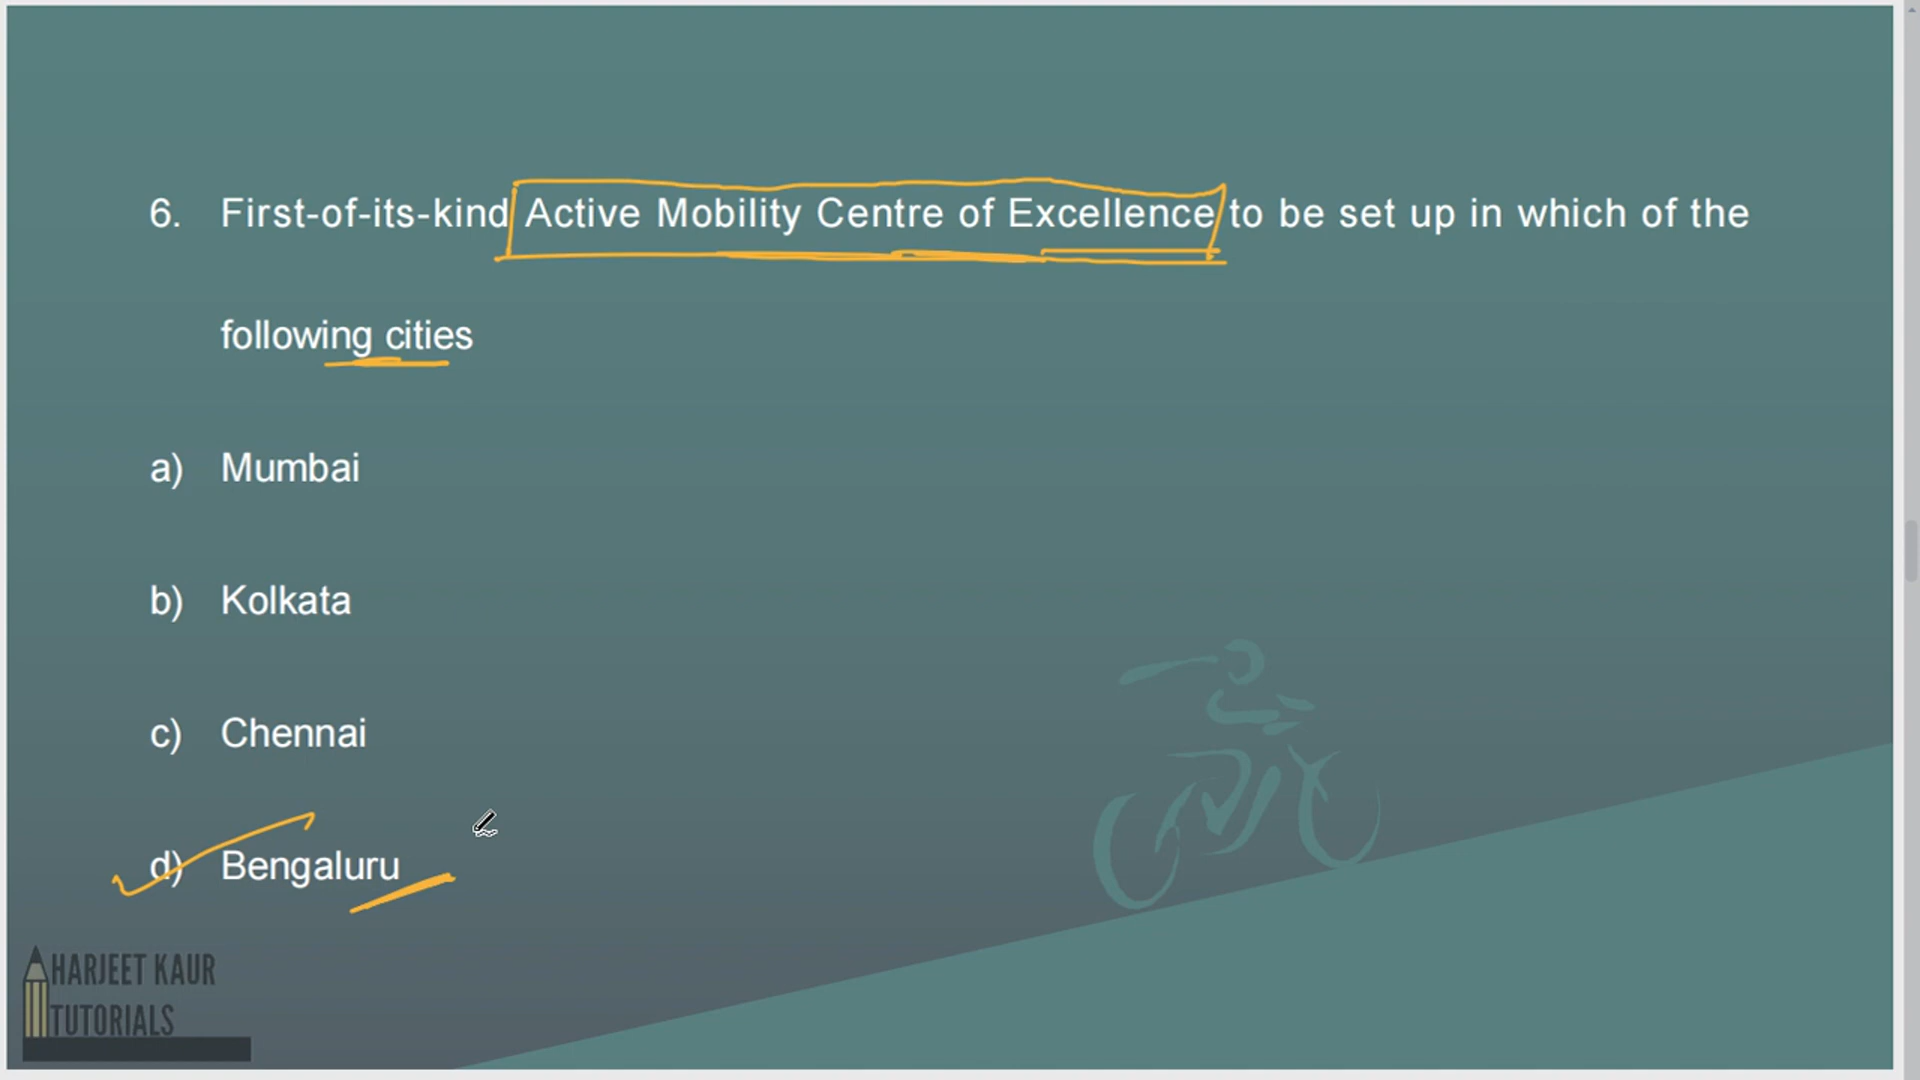 6. First-of-its-kind Active Mobility Centre of Excellence to be set up in which of the
following cities
a) Mumbai
b) Kolkata
c) Chennai
d) Bengaluru
HARJEET KAUR
TUTORIALS